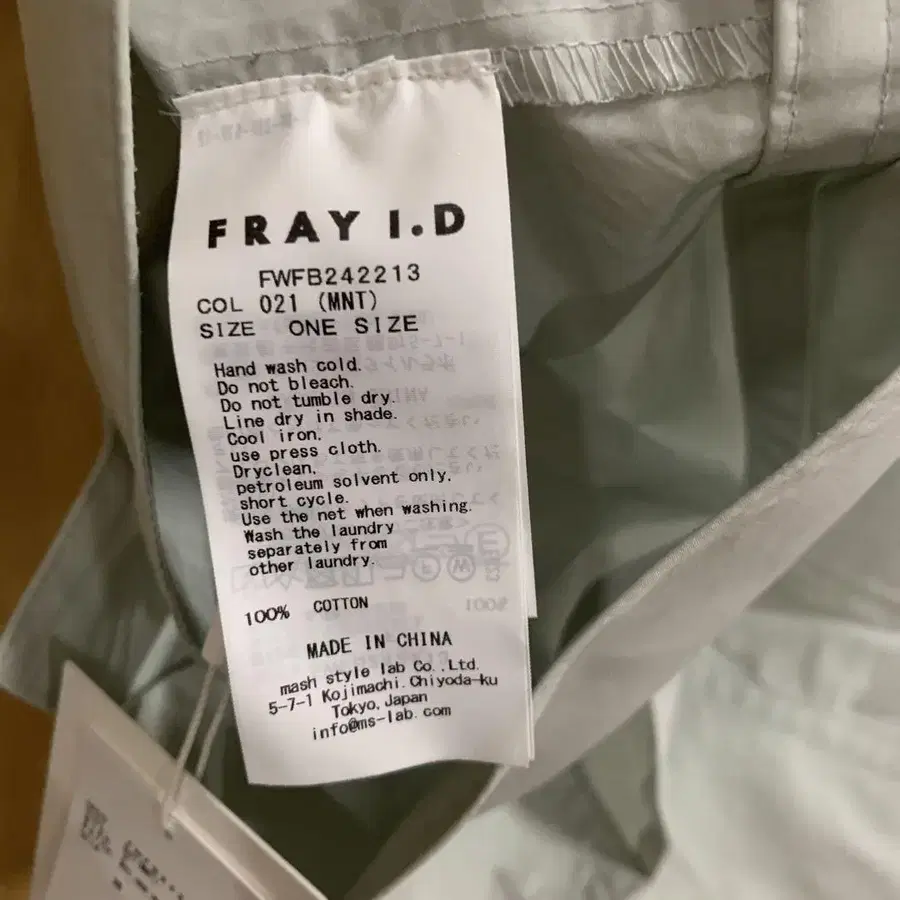 FRAY I.D
FWFB242213
COL 021 (MNT)
SIZE ONE SIZE
Hand wash cold.
Do not bleach.
Do not tumble dry.
Line dry in shade.
Cool iron,
use press cloth.
Dryclean,
petroleum solvent only,
short cycle.
Use the net when washing.
Wash the laundry
separately from
other laundry.
100% COTTON
MADE IN CHINA
mash style lab Co.,Ltd.
5-7-1 Kojimachi.Chiyoda-ku
Tokyo,Japan
info@ms-lab.com